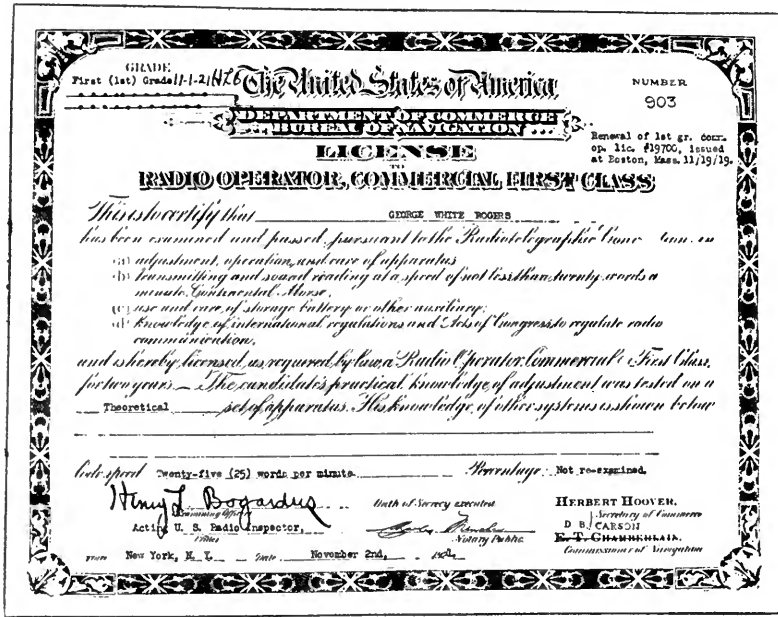 GRADE
First (1st) Grade 11-1-21 HLB
The United States of America
NUMBER
903
DEPARTMENT OF COMMERCE
BUREAU OF NAVIGATION
Renewal of 1st gr. com.
op. lic. #19700, issued
at Boston, Mass. 11/19/19.
LICENSE
TO
RADIO OPERATOR, COMMERCIAL FIRST CLASS
This is to certify that GEORGE WHITE ROGERS
has been examined and passed, pursuant to the Radiotelegraphic in
(a) adjustment, operation, and care of apparatus
(b) transmitting and sound reading at a speed of not less than twenty words a
minute, Continental Morse,
(c) use and care of storage battery or other auxiliary;
(d) knowledge of international regulations and Acts of Congress to regulate radio
communication,
and is hereby licensed, as required by law, a Radio Operator, Commercial First Class,
for two years. The candidate's practical knowledge of adjustment was tested on a
Theoretical set of apparatus. His knowledge of other systems is shown below
Code speed Twenty-five (25) words per minute. Percentage Not re-examined.
Henry L Bogardus
Examining Officer
Acting U. S. Radio Inspector,
Oath of Secrecy executed
Notary Public.
HERBERT HOOVER,
Secretary of Commerce
D B CARSON
E. T. CHAMBERLAIN,
Commissioner of Navigation
New York, N. Y. Date November 2nd,